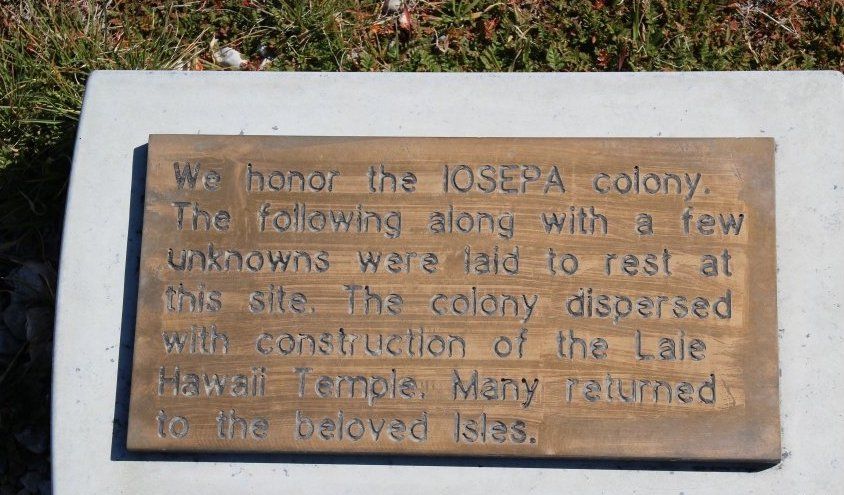 We honor the IOSEPA colony.
The following along with a few
unknowns were laid to rest at
this site. The colony dispersed
with construction of the Laie
Hawaii Temple. Many returned
to the beloved Isles.